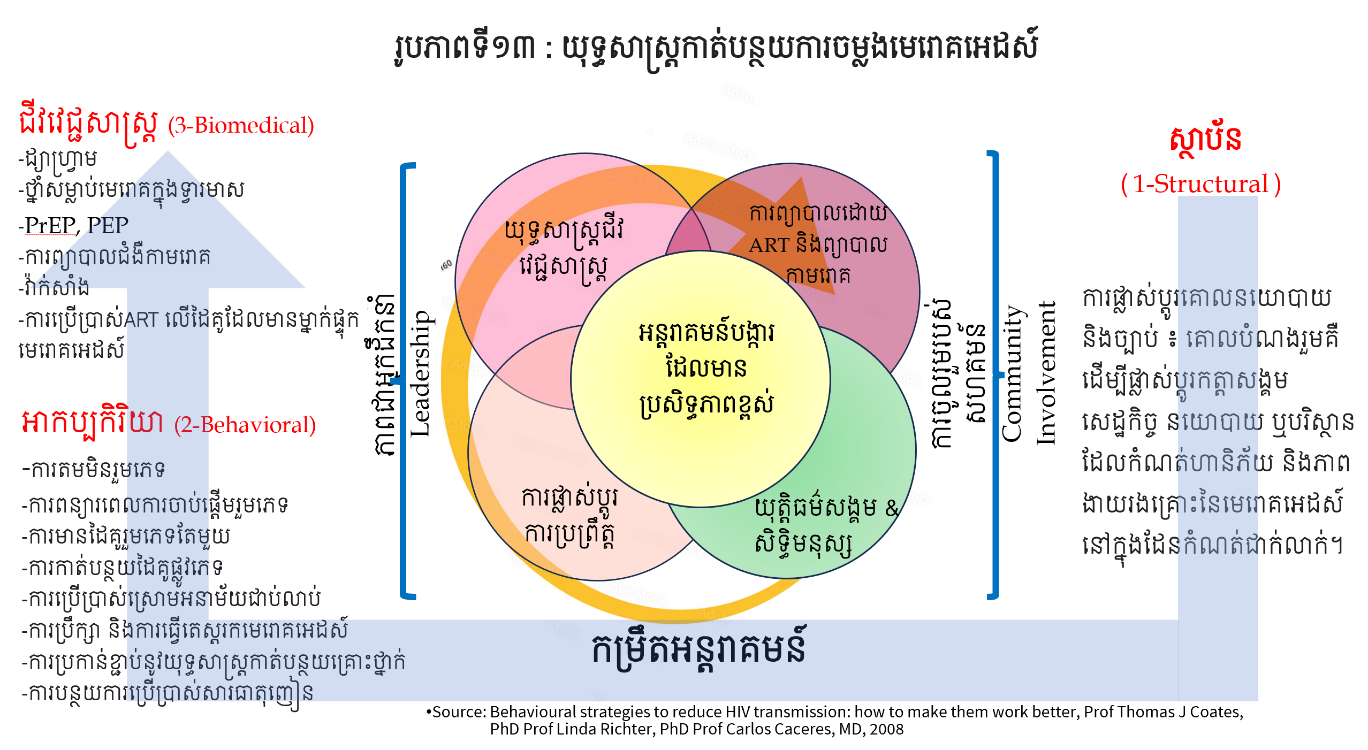 រូបភាពទី១៣ : យុទ្ធសាស្ត្រកាត់បន្ថយការចម្លងមេរោគអេដស៍
ជីវវេជ្ជសាស្ត្រ (3-Biomedical)
-ដ្យាហ្វ្រាម
-ថ្នាំសម្លាប់មេរោគក្នុងទ្វារមាស
-PrEP, PEP
-ការព្យាបាលជំងឺកាមរោគ
-វ៉ាក់សាំង
-ការប្រើប្រាស់ART លើដៃគូដែលមានម្នាក់ផ្ទុក
មេរោគអេដស៍
អាកប្បកិរិយា (2-Behavioral)
-ការតមមិនរួមភេទ
-ការពន្យារពេលការចាប់ផ្តើមរួមភេទ
-ការមានដៃគូរួមភេទតែមួយ
-ការកាត់បន្ថយដៃគូផ្លូវភេទ
-ការប្រើប្រាស់ស្រោមអនាម័យជាប់លាប់
-ការប្រឹក្សា និងការធ្វើតេស្តរកមេរោគអេដស៍
-ការប្រកាន់ខ្ជាប់នូវយុទ្ធសាស្ត្រកាត់បន្ថយគ្រោះថ្នាក់
-ការបន្ថយការប្រើប្រាស់សារធាតុញៀន
ភាពជាអ្នកដឹកនាំ
Leadership
យុទ្ធសាស្ត្រជីវ
វេជ្ជសាស្ត្រ
ការព្យាបាលដោយ
ART និងព្យាបាល
កាមរោគ
អន្តរាគមន៍បង្ការ
ដែលមាន
ប្រសិទ្ធភាពខ្ពស់
ការផ្លាស់ប្តូរ
ការប្រព្រឹត្ត
យុត្តិធម៌សង្គម &
សិទ្ធិមនុស្ស
ការចូលរួមរបស់
សហគមន៍
Community
Involvement
ស្ថាប័ន
(1-Structural)
ការផ្លាស់ប្តូរគោលនយោបាយ
និងច្បាប់ ៖ គោលបំណងរួមគឺ
ដើម្បីផ្លាស់ប្តូរកត្តាសង្គម
សេដ្ឋកិច្ច នយោបាយ ឬបរិស្ថាន
ដែលកំណត់ហានិភ័យ និងភាព
ងាយរងគ្រោះនៃមេរោគអេដស៍
នៅក្នុងដែនកំណត់ជាក់លាក់។
កម្រឹតអន្តរាគមន៍
•Source: Behavioural strategies to reduce HIV transmission: how to make them work better, Prof Thomas J Coates,
PhD Prof Linda Richter, PhD Prof Carlos Caceres, MD, 2008